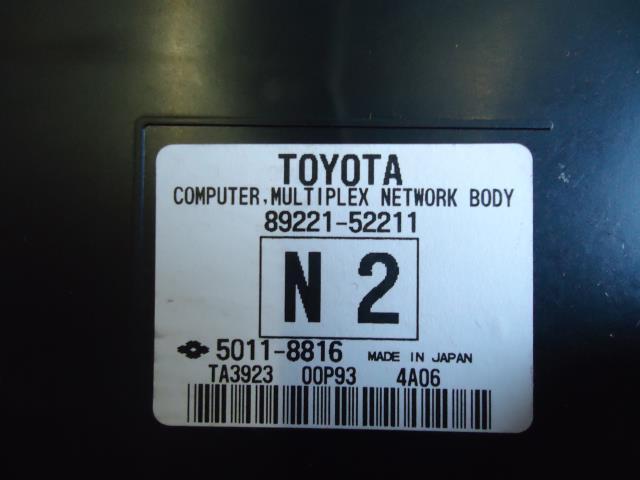 TOYOTA
COMPUTER,MULTIPLEX NETWORK BODY
89221-52211
N 2
5011-8816 MADE IN JAPAN
TA3923 00P93 4A06